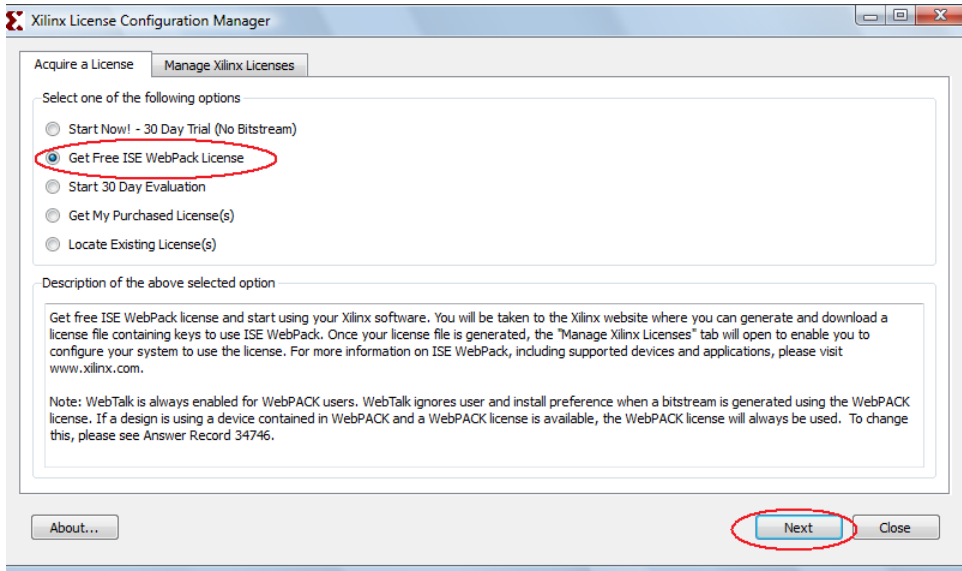 Xilinx License Configuration Manager
Acquire a License
Manage Xilinx Licenses
Select one of the following options
Start Now! - 30 Day Trial (No Bitstream)
Get Free ISE WebPack License
Start 30 Day Evaluation
Get My Purchased License(s)
Locate Existing License(s)
Description of the above selected option
Get free ISE WebPack license and start using your Xilinx software. You will be taken to the Xilinx website where you can generate and download a
license file containing keys to use ISE WebPack. Once your license file is generated, the "Manage Xilinx Licenses" tab will open to enable you to
configure your system to use the license. For more information on ISE WebPack, including supported devices and applications, please visit
www.xilinx.com.
Note: WebTalk is always enabled for WebPACK users. WebTalk ignores user and install preference when a bitstream is generated using the WebPACK
license. If a design is using a device contained in WebPACK and a WebPACK license is available, the WebPACK license will always be used.  To change
this, please see Answer Record 34746.
About...
Next
Close